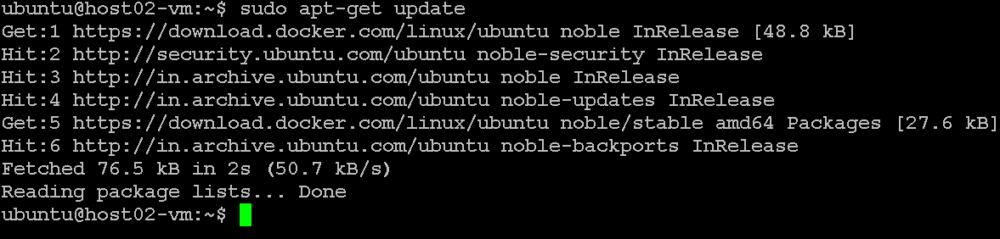 ubuntu@host02-vm:~$ sudo apt-get update
Get:1 https://download.docker.com/linux/ubuntu noble InRelease [48.8 kB]
Hit:2 http://security.ubuntu.com/ubuntu noble-security InRelease
Hit:3 http://in.archive.ubuntu.com/ubuntu noble InRelease
Hit:4 http://in.archive.ubuntu.com/ubuntu noble-updates InRelease
Get:5 https://download.docker.com/linux/ubuntu noble/stable amd64 Packages [27.6 kB]
Hit:6 http://in.archive.ubuntu.com/ubuntu noble-backports InRelease
Fetched 76.5 kB in 2s (50.7 kB/s)
Reading package lists... Done
ubuntu@host02-vm:~$